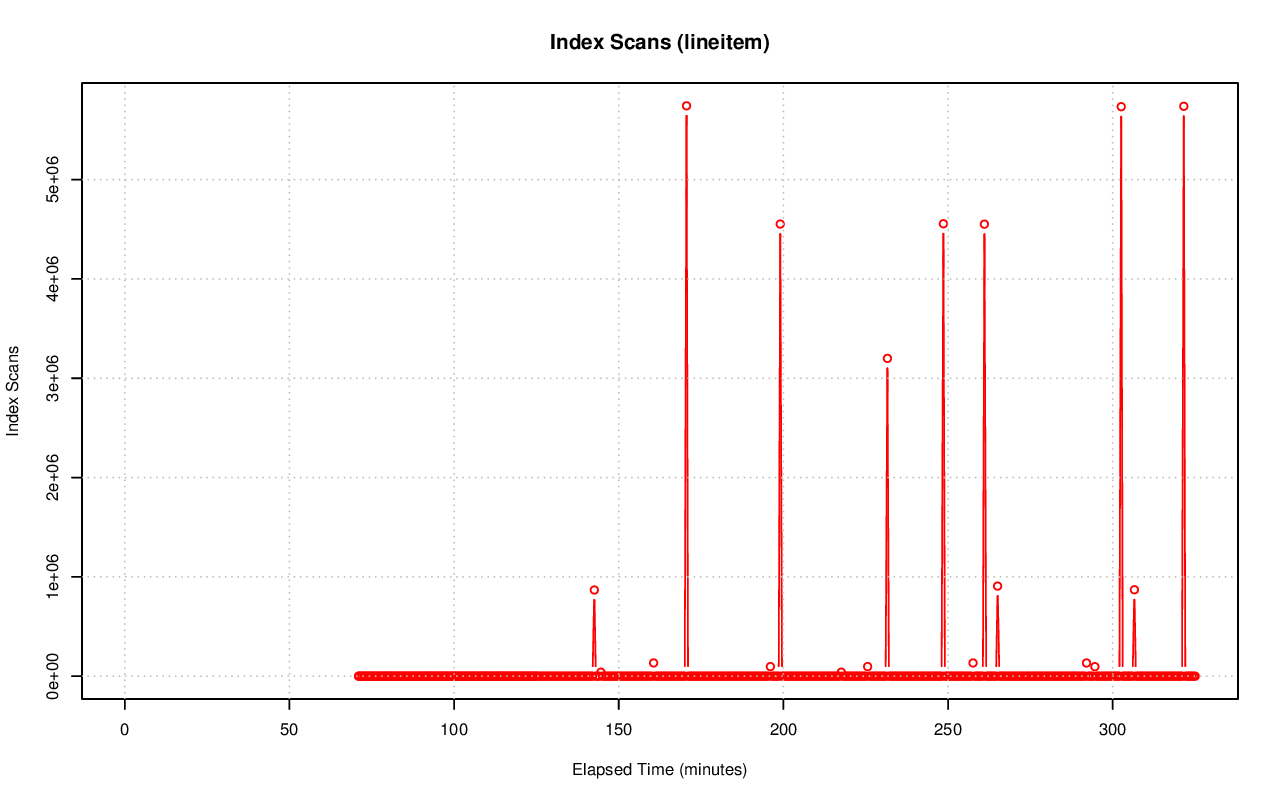 Index Scans (lineitem)
Index Scans
5e+06
4e+06
3e+06
2e+06
1e+06
0e+00
0 50 100 150 200 250 300
Elapsed Time (minutes)